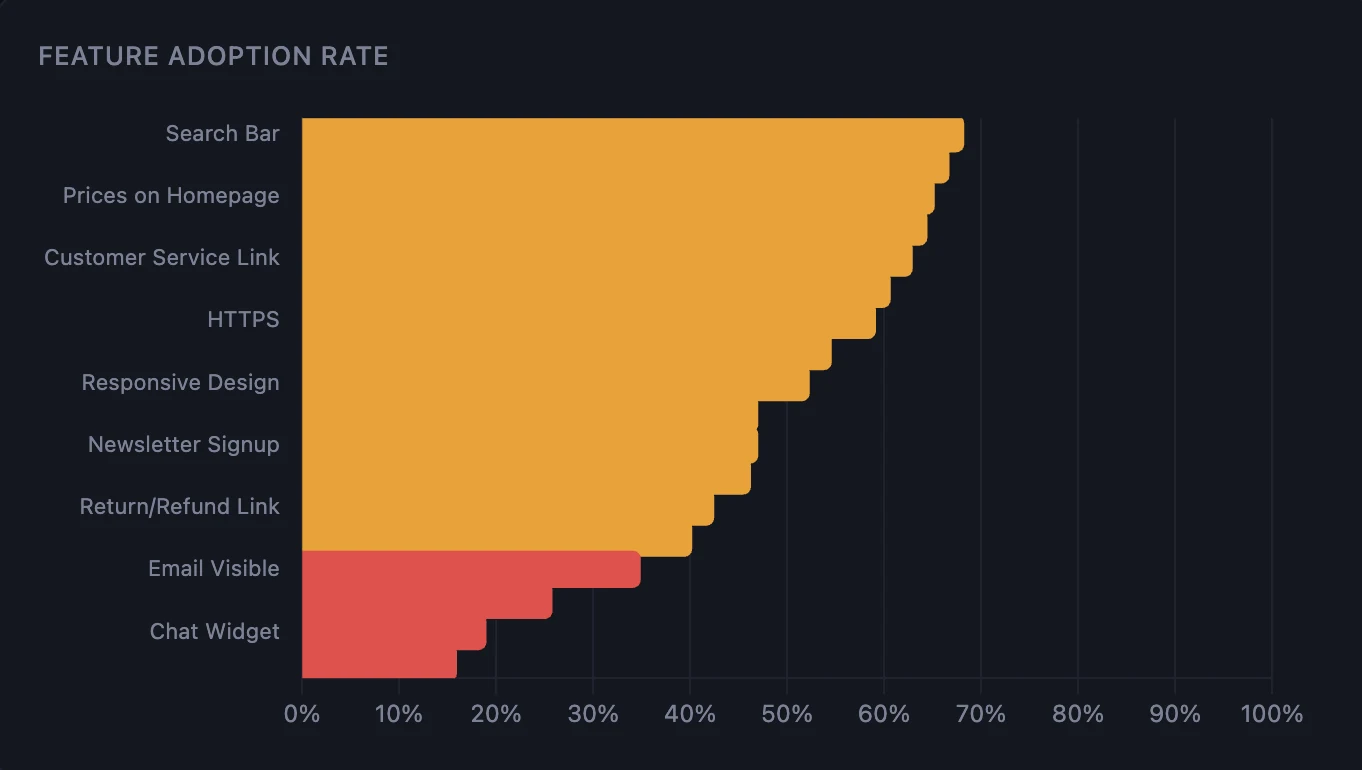 FEATURE ADOPTION RATE
Search Bar
Prices on Homepage
Customer Service Link
HTTPS
Responsive Design
Newsletter Signup
Return/Refund Link
Email Visible
Chat Widget
0% 10% 20% 30% 40% 50% 60% 70% 80% 90% 100%